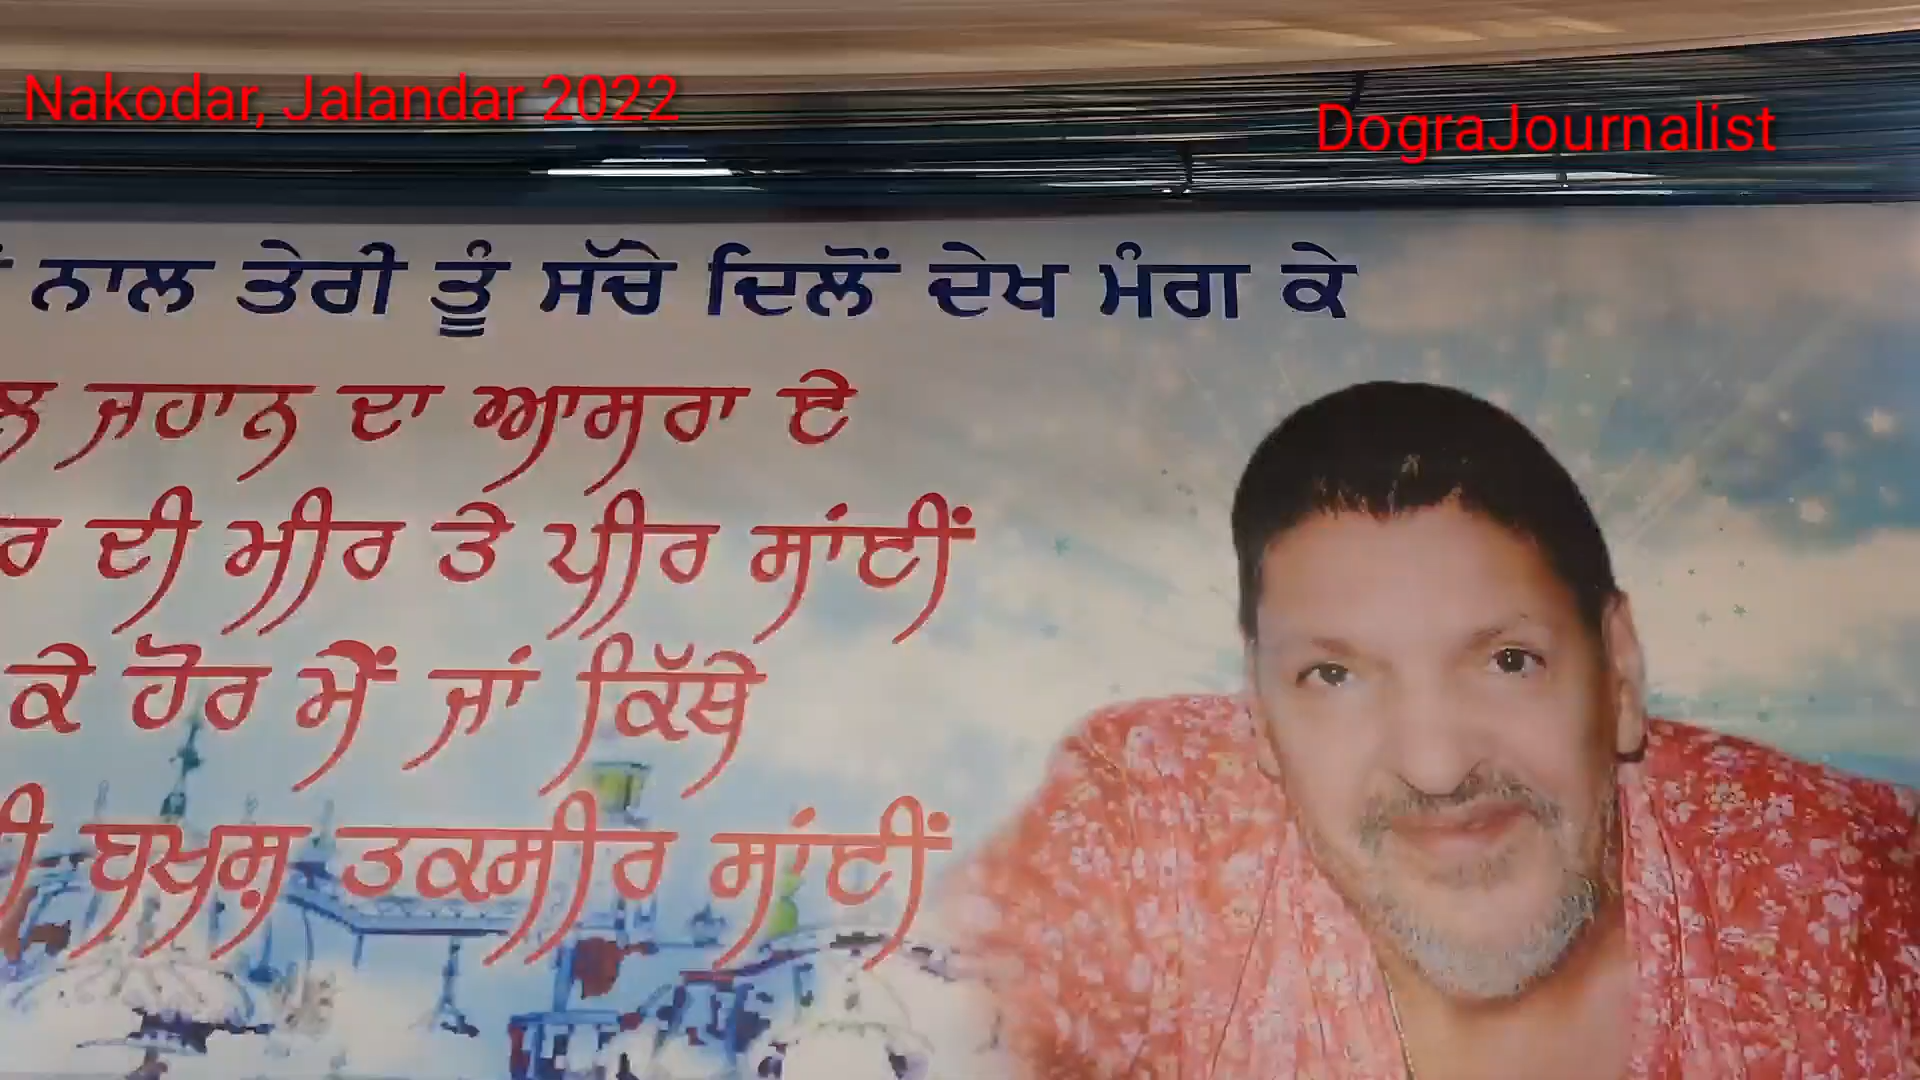 Nakodar, Jalandar 2022
DograJournalist
ਨਾਲ ਤੇਰੀ ਤੂੰ ਸੱਚੇ ਦਿਲੋਂ ਦੇਖ ਮੰਗ ਕੇ
ਜਹਾਨ ਦਾ ਆਸਰਾ ਏ
ਦੀ ਮੀਰ ਤੇ ਪੀਰ ਸਾਂਈਂ
ਕੇ ਹੋਰ ਮੈਂ ਜਾਂ ਕਿੱਥੇ
ਬਖਸ਼ ਤਕਸੀਰ ਸਾਂਈਂ